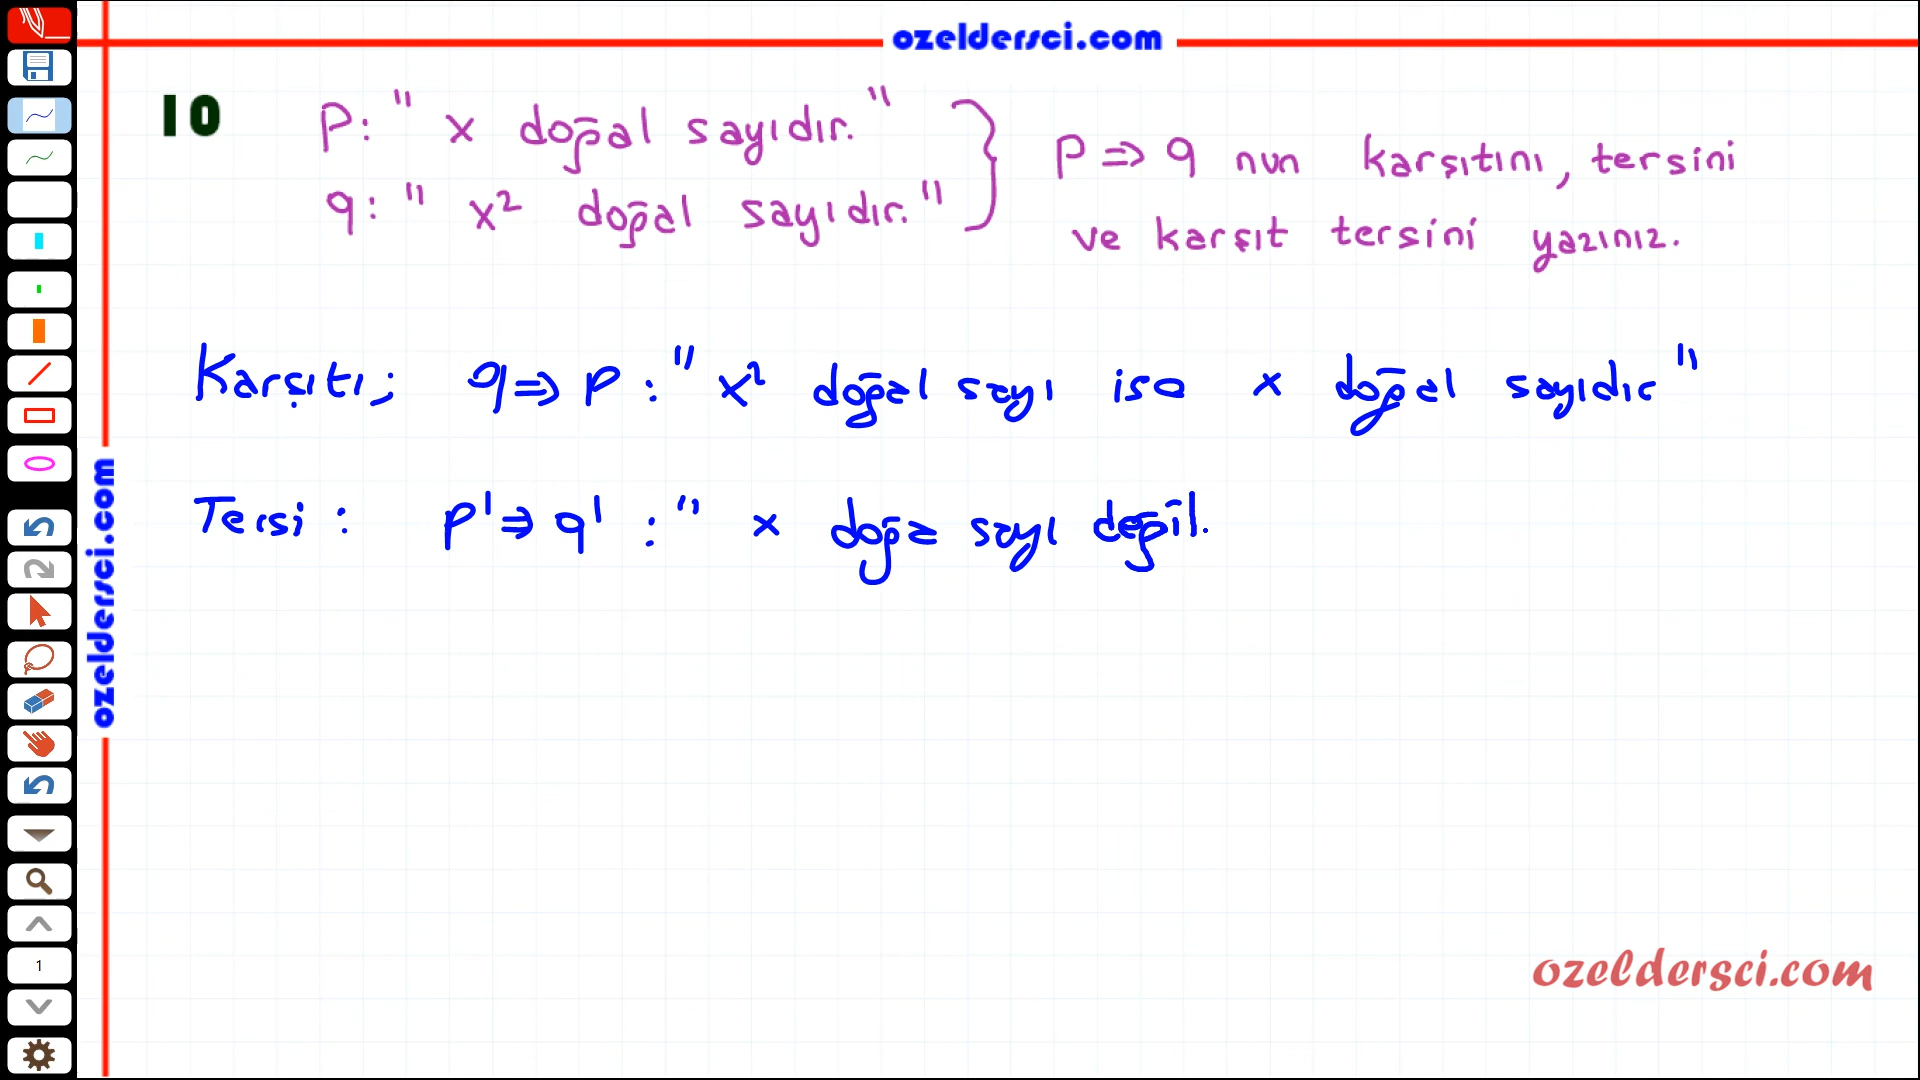 ozeldersci.com
10 P: " x doğal sayıdır. "
q: " x² doğal sayıdır. "
P ⇒ q nun karşıtını, tersini
ve karşıt tersini yazınız.
Karşıtı; q ⇒ p : " x² doğal sayı ise x doğal sayıdır "
Tersi : p' ⇒ q' : " x doğa sayı değil.
ozeldersci.com
1
ozeldersci.com